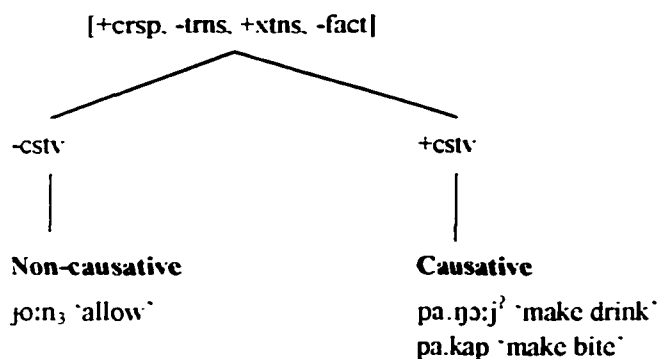 [+crsp. -trns. +xtns. -fact]
-cstv +cstv
Non-causative Causative
ɟo:n₃ ‘allow’ pa.ŋɔ:jˀ ‘make drink’
pa.kap ‘make bite’